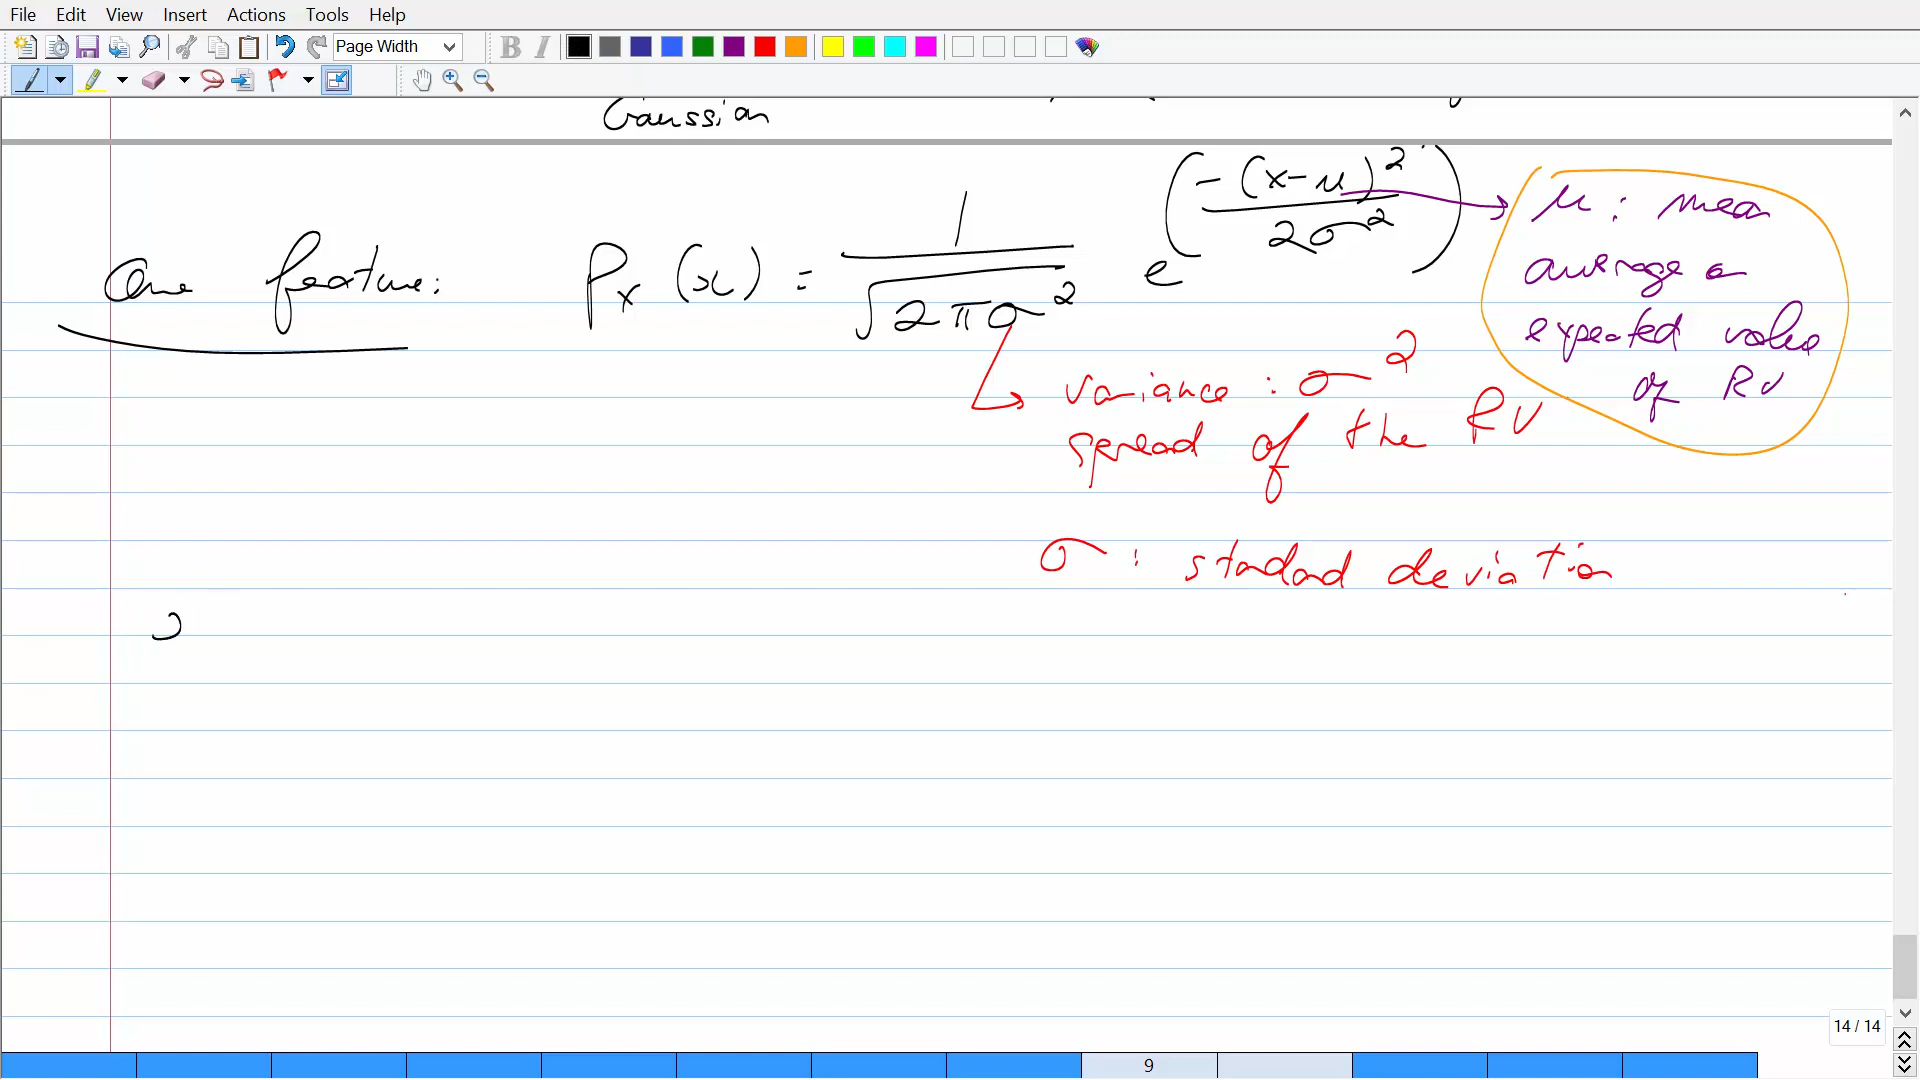 File Edit View Insert Actions Tools Help
Page Width
B I
Gaussian
One feature: Px (x) = 1 / √2πσ² e^(-(x-μ)² / 2σ²)
μ: mean
average or
expected value
of RV
variance : σ²
spread of the RV
σ : standard deviation
14 / 14
9